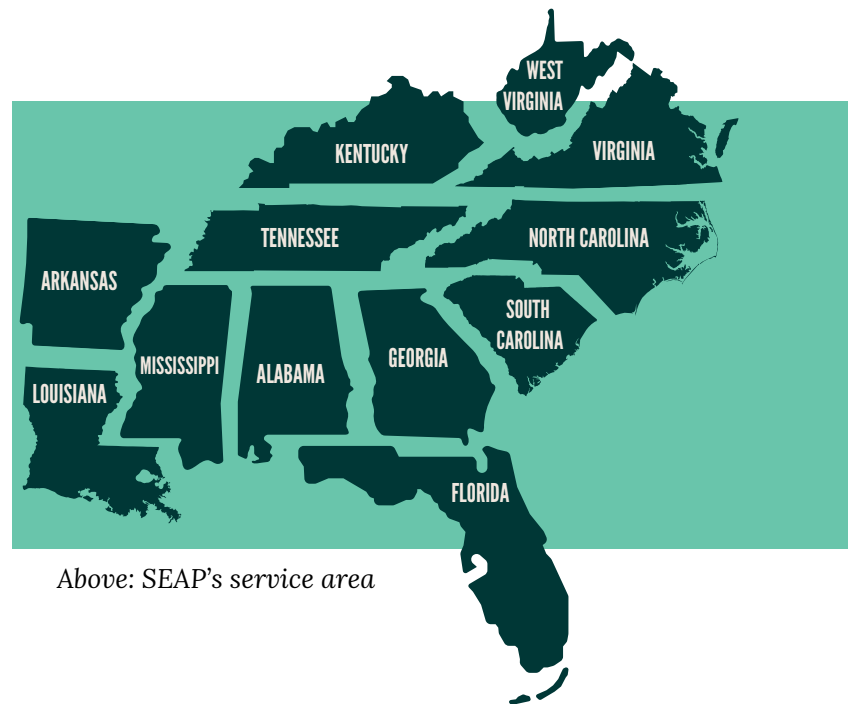 WEST
VIRGINIA
KENTUCKY
VIRGINIA
TENNESSEE
NORTH CAROLINA
ARKANSAS
SOUTH
CAROLINA
MISSISSIPPI
ALABAMA
GEORGIA
LOUISIANA
FLORIDA
Above: SEAP's service area